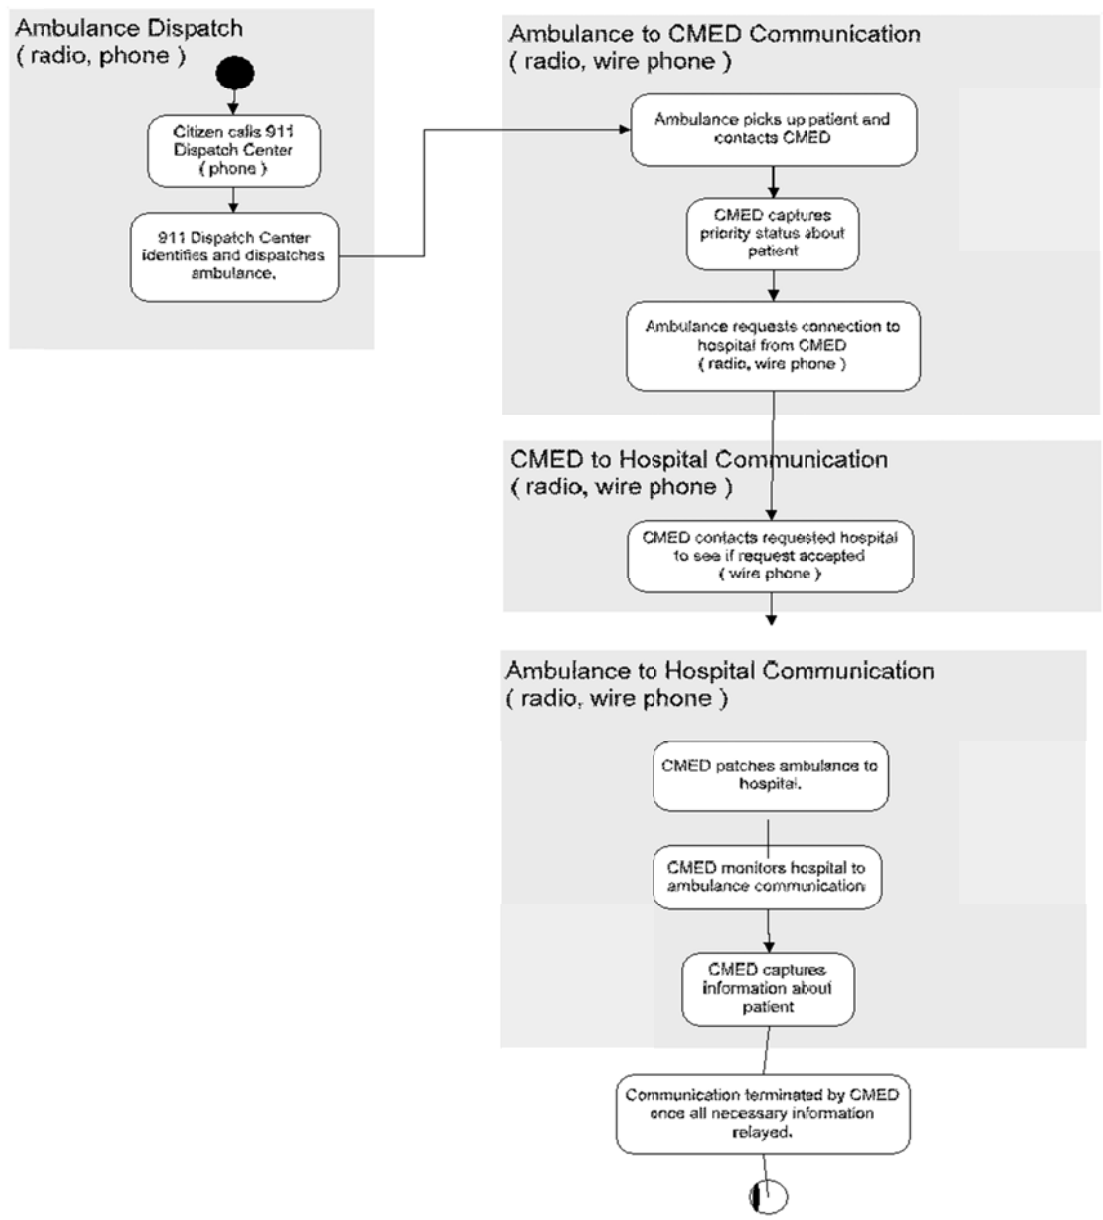 Ambulance Dispatch
( radio, phone )
Citizen calls 911
Dispatch Center
( phone )
911 Dispatch Center
identifies and dispatches
ambulance.
Ambulance to CMED Communication
( radio, wire phone )
Ambulance picks up patient and
contacts CMED
CMED captures
priority status about
patient
Ambulance requests connection to
hospital from CMED
( radio, wire phone )
CMED to Hospital Communication
( radio, wire phone )
CMED contacts requested hospital
to see if request accepted
( wire phone )
Ambulance to Hospital Communication
( radio, wire phone )
CMED patches ambulance to
hospital.
CMED monitors hospital to
ambulance communication
CMED captures
information about
patient
Communication terminated by CMED
once all necessary information
relayed.